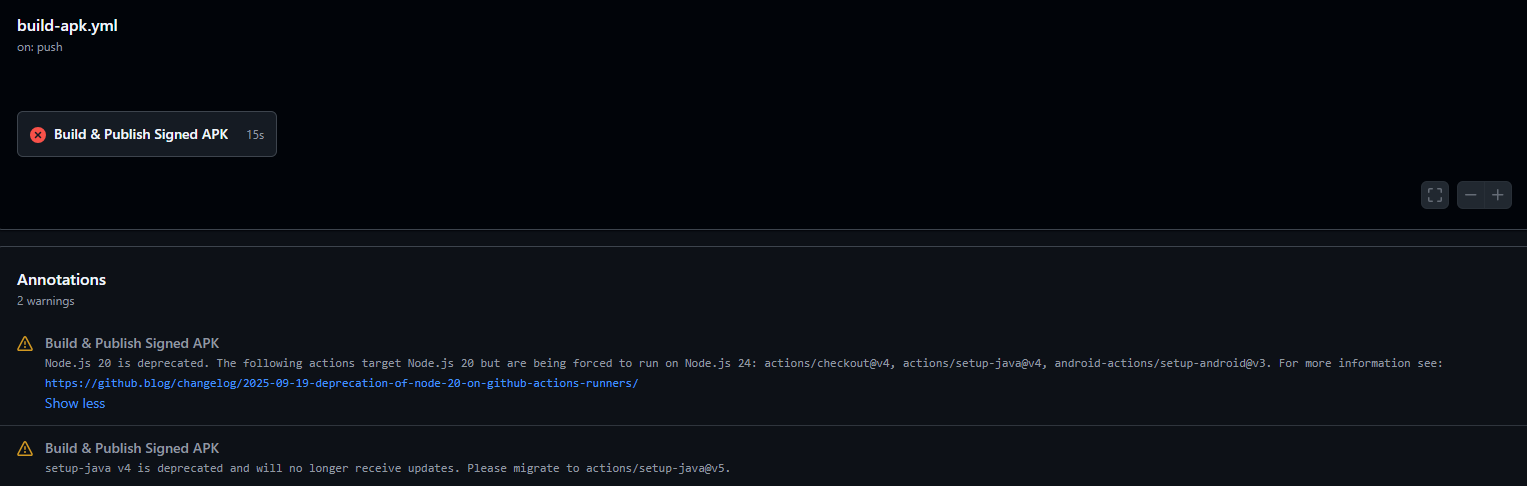 build-apk.yml
on: push
Build & Publish Signed APK 15s
Annotations
2 warnings
Build & Publish Signed APK
Node.js 20 is deprecated. The following actions target Node.js 20 but are being forced to run on Node.js 24: actions/checkout@v4, actions/setup-java@v4, android-actions/setup-android@v3. For more information see:
https://github.blog/changelog/2025-09-19-deprecation-of-node-20-on-github-actions-runners/
Show less
Build & Publish Signed APK
setup-java v4 is deprecated and will no longer receive updates. Please migrate to actions/setup-java@v5.